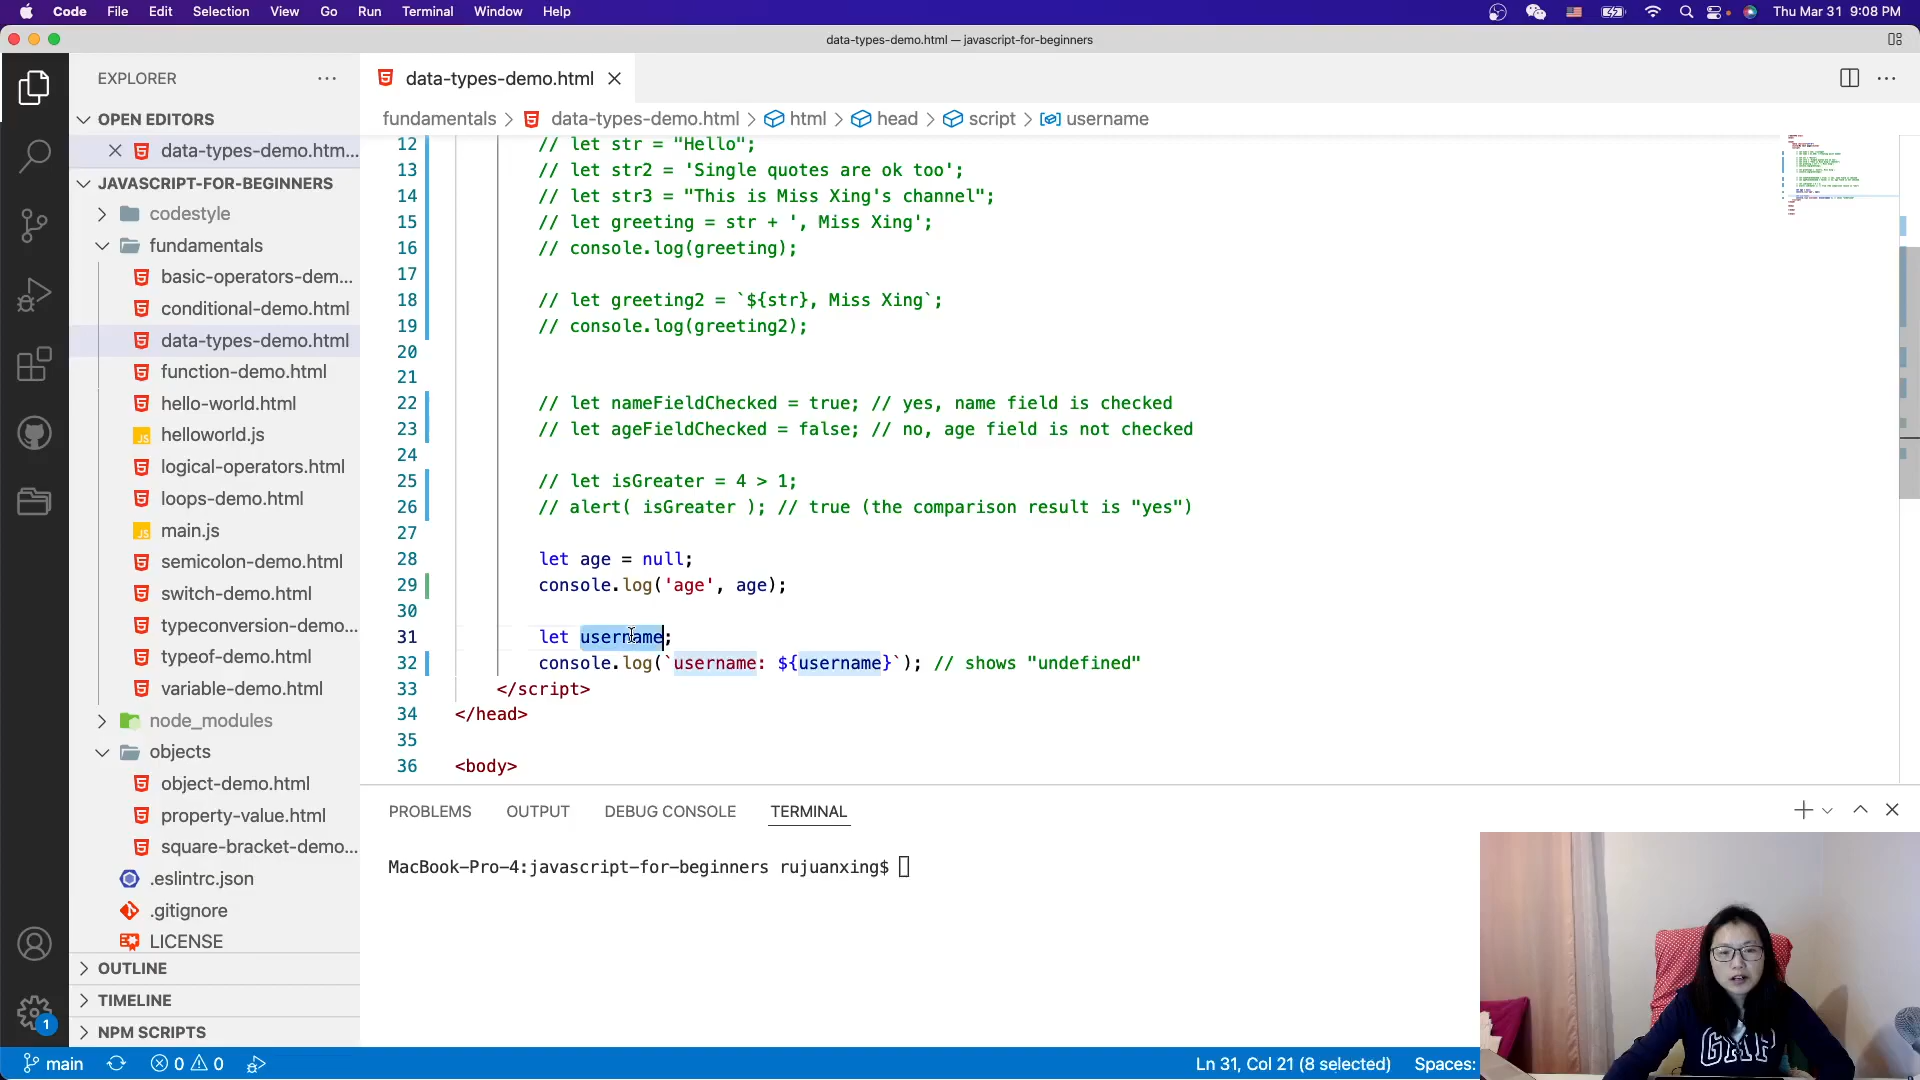 Code File Edit Selection View Go Run Terminal Window Help Thu Mar 31 9:08 PM
data-types-demo.html — javascript-for-beginners
EXPLORER
data-types-demo.html
OPEN EDITORS
fundamentals > data-types-demo.html > html > head > script > username
data-types-demo.htm...
JAVASCRIPT-FOR-BEGINNERS
codestyle
fundamentals
basic-operators-dem...
conditional-demo.html
data-types-demo.html
function-demo.html
hello-world.html
helloworld.js
logical-operators.html
loops-demo.html
main.js
semicolon-demo.html
switch-demo.html
typeconversion-demo...
typeof-demo.html
variable-demo.html
node_modules
objects
object-demo.html
property-value.html
square-bracket-demo...
.eslintrc.json
.gitignore
LICENSE
OUTLINE
TIMELINE
NPM SCRIPTS
12 // let str = "Hello";
13 // let str2 = 'Single quotes are ok too';
14 // let str3 = "This is Miss Xing's channel";
15 // let greeting = str + ', Miss Xing';
16 // console.log(greeting);
17
18 // let greeting2 = `${str}, Miss Xing`;
19 // console.log(greeting2);
20
21
22 // let nameFieldChecked = true; // yes, name field is checked
23 // let ageFieldChecked = false; // no, age field is not checked
24
25 // let isGreater = 4 > 1;
26 // alert( isGreater ); // true (the comparison result is "yes")
27
28 let age = null;
29 console.log('age', age);
30
31 let username;
32 console.log(`username: ${username}`); // shows "undefined"
33 </script>
34 </head>
35
36 <body>
PROBLEMS OUTPUT DEBUG CONSOLE TERMINAL
MacBook-Pro-4:javascript-for-beginners rujuanxing$
GAP
1
main 0 0 Ln 31, Col 21 (8 selected) Spaces: